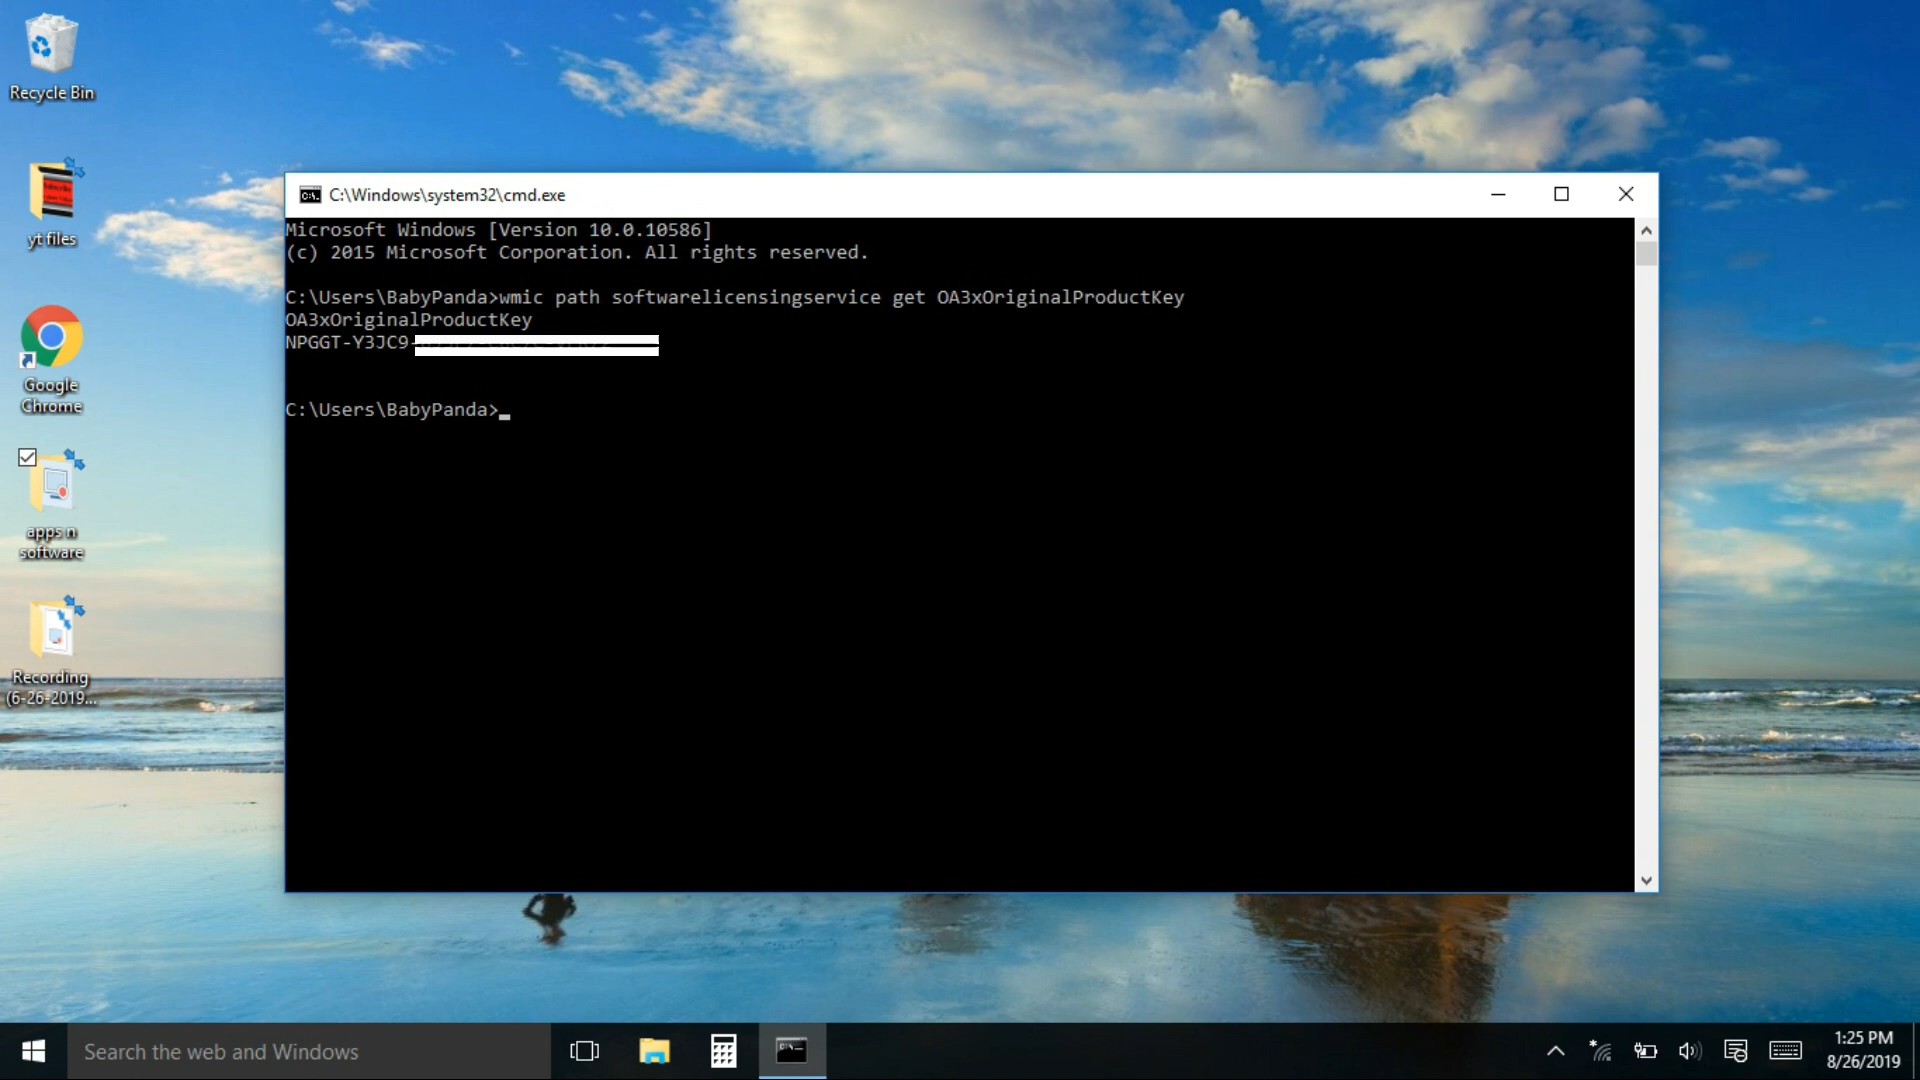 Recycle Bin
yt files
Google
Chrome
apps n
software
Recording
(6-26-2019...
C:\Windows\system32\cmd.exe
Microsoft Windows [Version 10.0.10586]
(c) 2015 Microsoft Corporation. All rights reserved.
C:\Users\BabyPanda>wmic path softwarelicensingservice get OA3xOriginalProductKey
OA3xOriginalProductKey
NPGGT-Y3JC9-
C:\Users\BabyPanda>_
Search the web and Windows
1:25 PM
8/26/2019